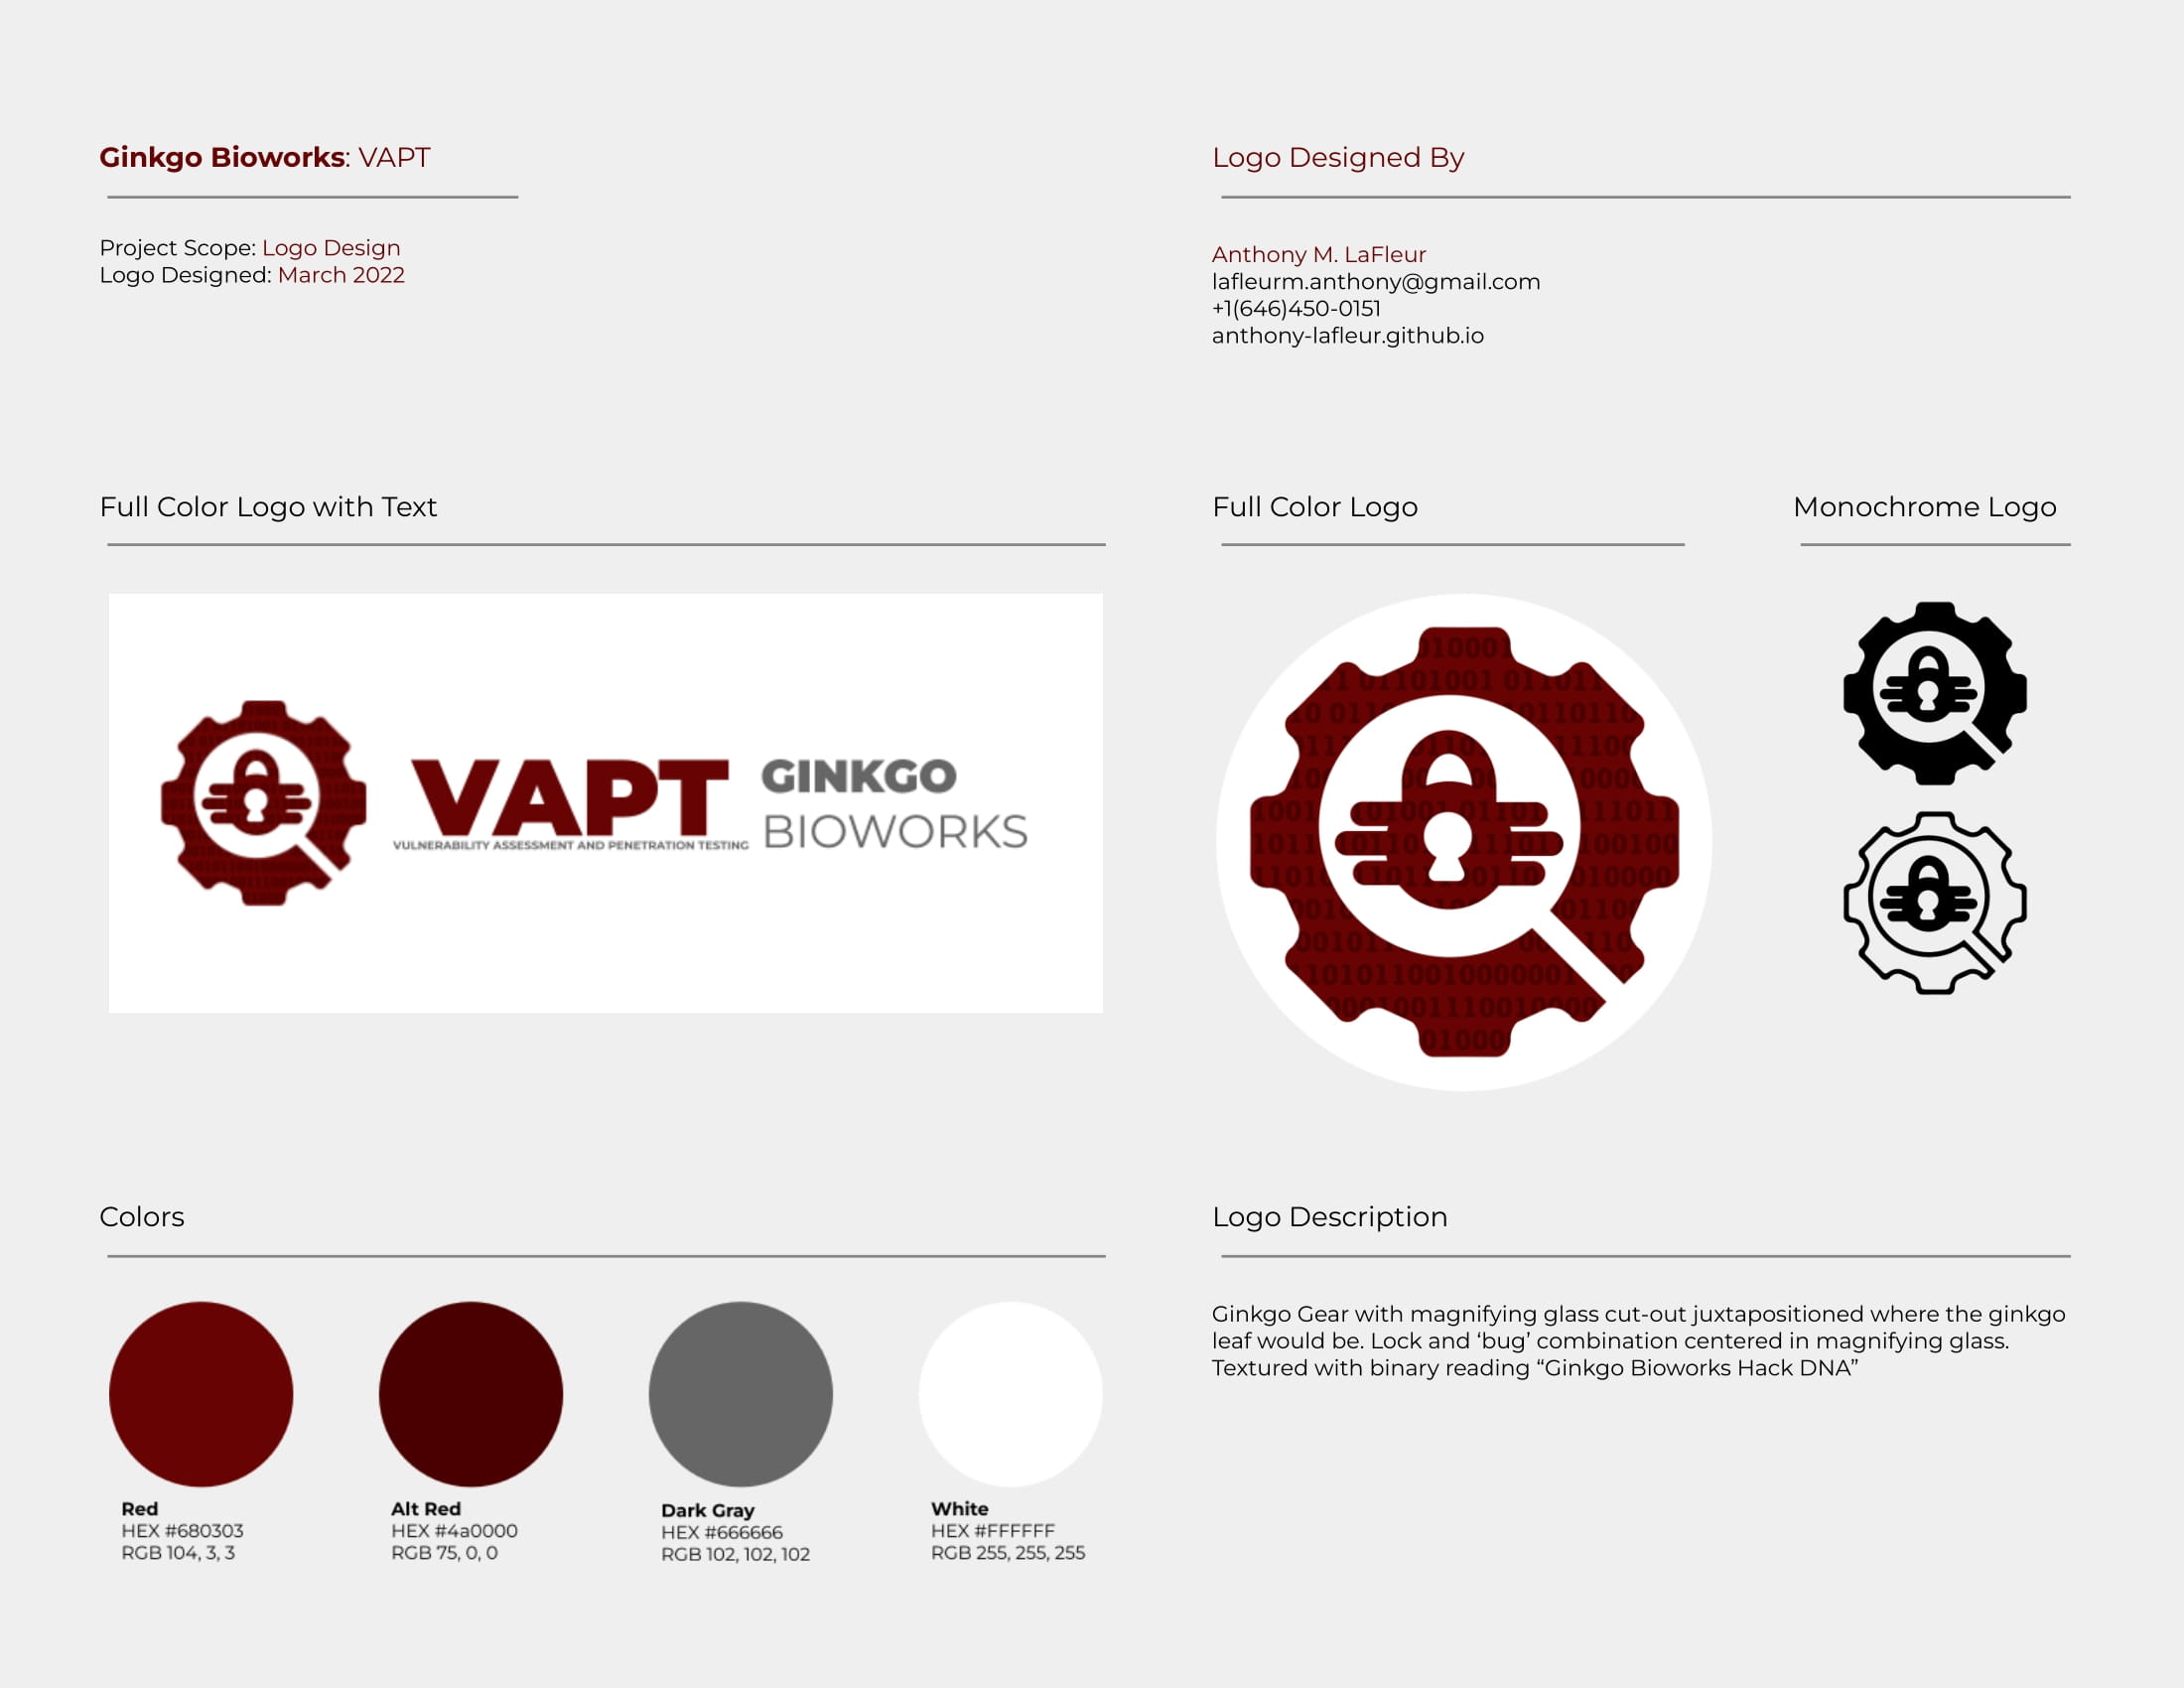 Ginkgo Bioworks: VAPT
Project Scope: Logo Design
Logo Designed: March 2022
Logo Designed By
Anthony M. LaFleur
lafleurm.anthony@gmail.com
+1(646)450-0151
anthony-lafleur.github.io
Full Color Logo with Text
VAPT
VULNERABILITY ASSESSMENT AND PENETRATION TESTING
GINKGO
BIOWORKS
Full Color Logo
Monochrome Logo
Colors
Red
HEX #680303
RGB 104, 3, 3
Alt Red
HEX #4a0000
RGB 75, 0, 0
Dark Gray
HEX #666666
RGB 102, 102, 102
White
HEX #FFFFFF
RGB 255, 255, 255
Logo Description
Ginkgo Gear with magnifying glass cut-out juxtapositioned where the ginkgo
leaf would be. Lock and ‘bug’ combination centered in magnifying glass.
Textured with binary reading “Ginkgo Bioworks Hack DNA”